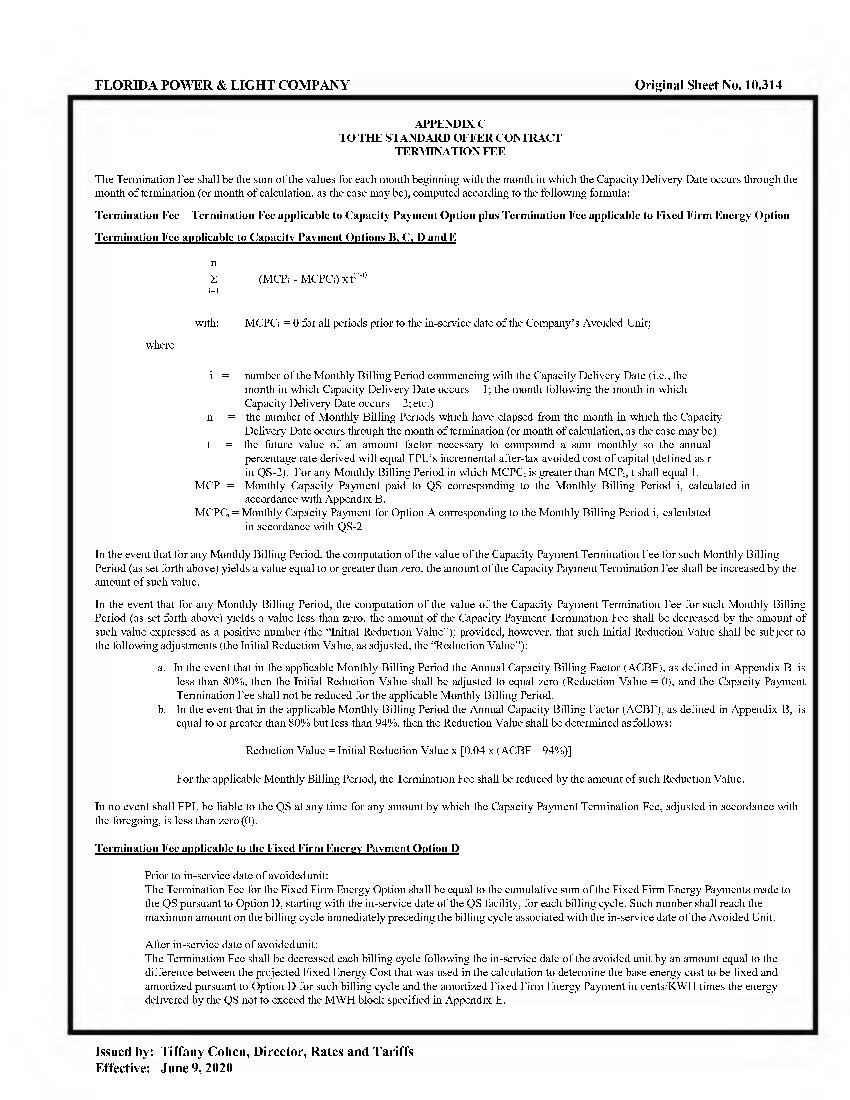 FLORIDA POWER & LIGHT COMPANY Original Sheet No. 10.314
APPENDIX C
TO THE STANDARD OFFER CONTRACT
TERMINATION FEE
The Termination Fee shall be the sum of the values for each month beginning with the month in which the Capacity Delivery Date occurs through the
month of termination (or month of calculation, as the case may be), computed according to the following formula:
Termination Fee Termination Fee applicable to Capacity Payment Option plus Termination Fee applicable to Fixed Firm Energy Option
Termination Fee applicable to Capacity Payment Options B, C, D and E
n
Σ (MCPi - MCPCi) x t(n-i)
i=1
with: MCPCi = 0 for all periods prior to the in-service date of the Company's Avoided Unit;
where
i = number of the Monthly Billing Period commencing with the Capacity Delivery Date (i.e., the
month in which Capacity Delivery Date occurs 1; the month following the month in which
Capacity Delivery Date occurs 2; etc.)
n = the number of Monthly Billing Periods which have elapsed from the month in which the Capacity
Delivery Date occurs through the month of termination (or month of calculation, as the case may be)
t = the future value of an amount factor necessary to compound a sum monthly so the annual
percentage rate derived will equal FPL's incremental after-tax avoided cost of capital (defined as r
in QS-2). For any Monthly Billing Period in which MCPCi is greater than MCPi, t shall equal 1.
MCP = Monthly Capacity Payment paid to QS corresponding to the Monthly Billing Period i, calculated in
accordance with Appendix B.
MCPCi = Monthly Capacity Payment for Option A corresponding to the Monthly Billing Period i, calculated
in accordance with QS-2
In the event that for any Monthly Billing Period, the computation of the value of the Capacity Payment Termination Fee for such Monthly Billing
Period (as set forth above) yields a value equal to or greater than zero, the amount of the Capacity Payment Termination Fee shall be increased by the
amount of such value.
In the event that for any Monthly Billing Period, the computation of the value of the Capacity Payment Termination Fee for such Monthly Billing
Period (as set forth above) yields a value less than zero, the amount of the Capacity Payment Termination Fee shall be decreased by the amount of
such value expressed as a positive number (the "Initial Reduction Value"); provided, however, that such Initial Reduction Value shall be subject to
the following adjustments (the Initial Reduction Value, as adjusted, the "Reduction Value"):
a. In the event that in the applicable Monthly Billing Period the Annual Capacity Billing Factor (ACBF), as defined in Appendix B, is
less than 80%, then the Initial Reduction Value shall be adjusted to equal zero (Reduction Value = 0), and the Capacity Payment
Termination Fee shall not be reduced for the applicable Monthly Billing Period.
b. In the event that in the applicable Monthly Billing Period the Annual Capacity Billing Factor (ACBF), as defined in Appendix B, is
equal to or greater than 80% but less than 94%, then the Reduction Value shall be determined as follows:
Reduction Value = Initial Reduction Value x [0.04 x (ACBF 94%)]
For the applicable Monthly Billing Period, the Termination Fee shall be reduced by the amount of such Reduction Value.
In no event shall FPL be liable to the QS at any time for any amount by which the Capacity Payment Termination Fee, adjusted in accordance with
the foregoing, is less than zero (0).
Termination Fee applicable to the Fixed Firm Energy Payment Option D
Prior to in-service date of avoided unit:
The Termination Fee for the Fixed Firm Energy Option shall be equal to the cumulative sum of the Fixed Firm Energy Payments made to
the QS pursuant to Option D, starting with the in-service date of the QS facility, for each billing cycle. Such number shall reach the
maximum amount on the billing cycle immediately preceding the billing cycle associated with the in-service date of the Avoided Unit.
After in-service date of avoided unit:
The Termination Fee shall be decreased each billing cycle following the in-service date of the avoided unit by an amount equal to the
difference between the projected Fixed Energy Cost that was used in the calculation to determine the base energy cost to be fixed and
amortized pursuant to Option D for such billing cycle and the amortized Fixed Firm Energy Payment in cents/KWH times the energy
delivered by the QS not to exceed the MWH block specified in Appendix E.
Issued by: Tiffany Cohen, Director, Rates and Tariffs
Effective: June 9, 2020